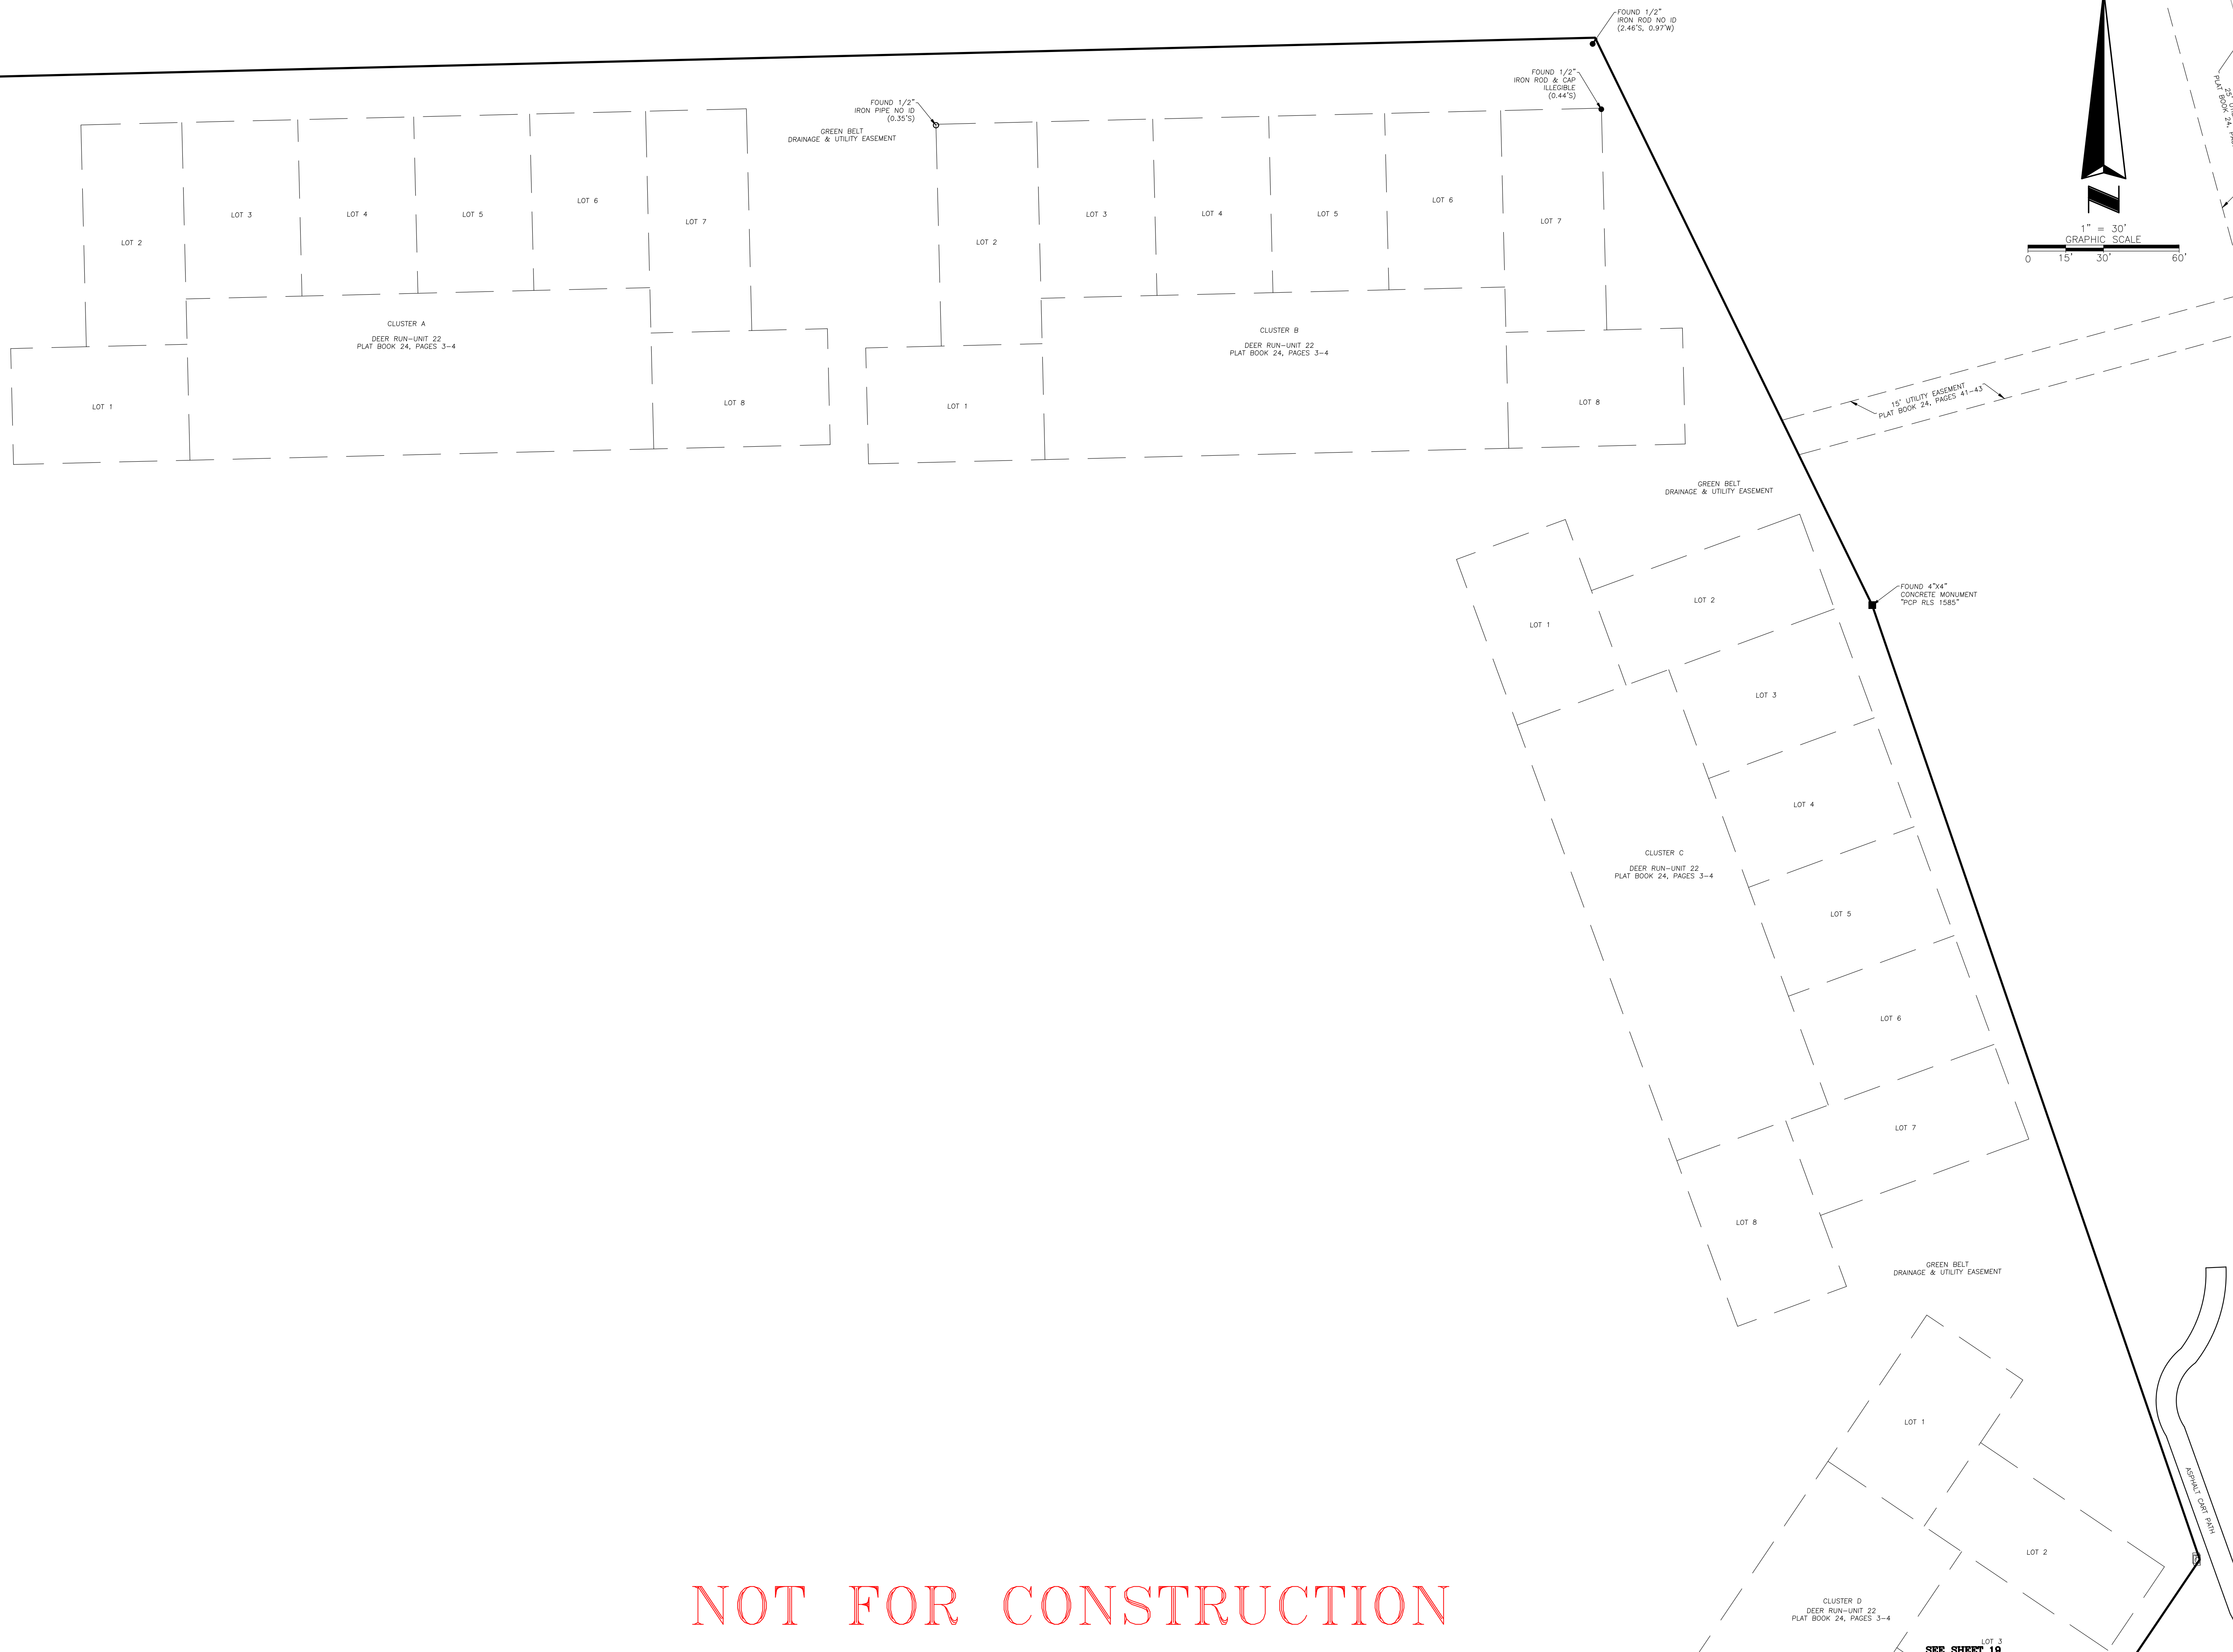 FOUND 1/2"
IRON ROD NO ID
(2.46'S, 0.97'W)
FOUND 1/2"
IRON ROD & CAP
ILLEGIBLE
(0.44'S)
FOUND 1/2"
IRON PIPE NO ID
(0.35'S)
GREEN BELT
DRAINAGE & UTILITY EASEMENT
1" = 30'
GRAPHIC SCALE
0 15' 30' 60'
N
PLAT BOOK 24,
LOT 2
LOT 3
LOT 4
LOT 5
LOT 6
LOT 7
LOT 1
LOT 8
CLUSTER A
DEER RUN-UNIT 22
PLAT BOOK 24, PAGES 3-4
LOT 2
LOT 3
LOT 4
LOT 5
LOT 6
LOT 7
LOT 1
LOT 8
CLUSTER B
DEER RUN-UNIT 22
PLAT BOOK 24, PAGES 3-4
15' UTILITY EASEMENT
PLAT BOOK 24, PAGES 41-43
GREEN BELT
DRAINAGE & UTILITY EASEMENT
FOUND 4"X4"
CONCRETE MONUMENT
"PCP RLS 1585"
LOT 1
LOT 2
LOT 3
LOT 4
LOT 5
LOT 6
LOT 7
LOT 8
CLUSTER C
DEER RUN-UNIT 22
PLAT BOOK 24, PAGES 3-4
GREEN BELT
DRAINAGE & UTILITY EASEMENT
LOT 1
LOT 2
ASPHALT CART PATH
CLUSTER D
DEER RUN-UNIT 22
PLAT BOOK 24, PAGES 3-4
LOT 3
SEE SHEET 19
NOT FOR CONSTRUCTION